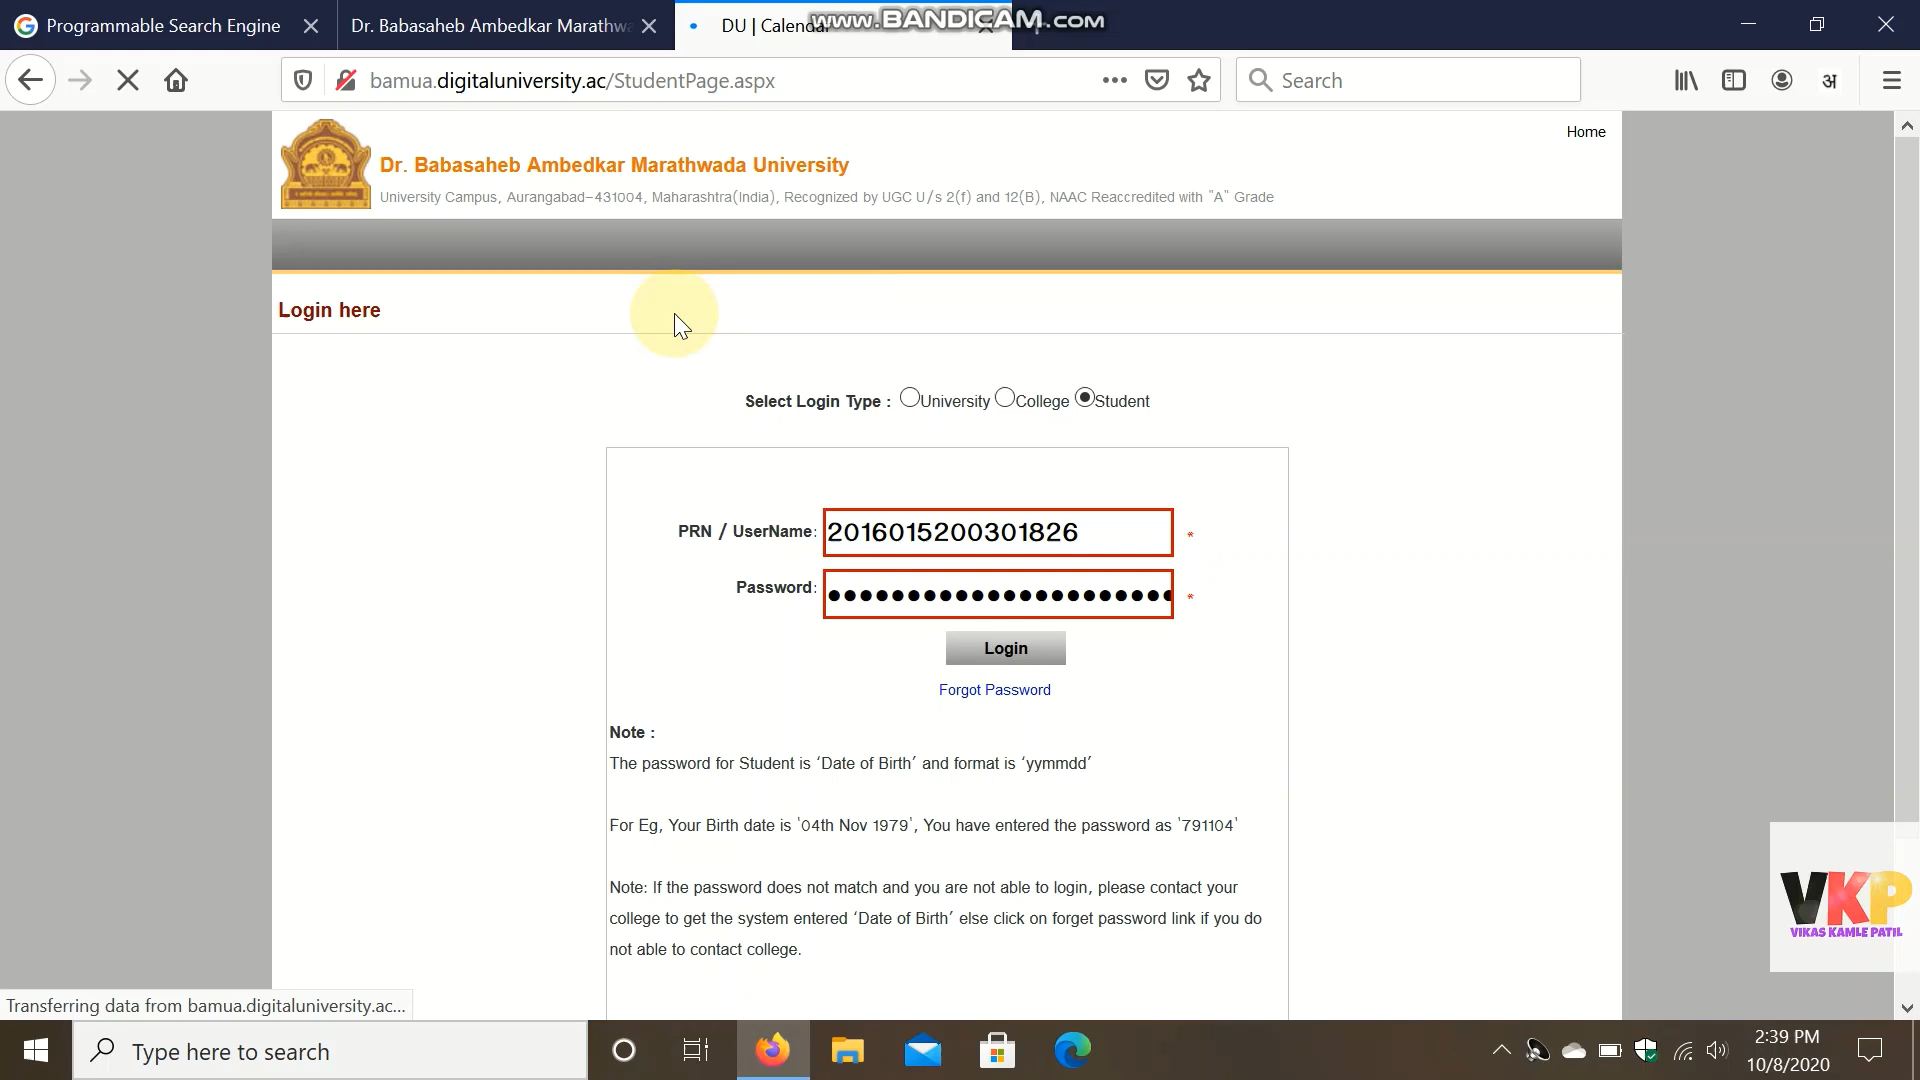 Programmable Search Engine
Dr. Babasaheb Ambedkar Marathwa
DU | Calendar
www.BANDICAM.com
bamua.digitaluniversity.ac/StudentPage.aspx
Search
अ
Home
Dr. Babasaheb Ambedkar Marathwada University
University Campus, Aurangabad-431004, Maharashtra(India), Recognized by UGC U/s 2(f) and 12(B), NAAC Reaccredited with "A" Grade
Login here
Select Login Type : University College Student
PRN / UserName: 2016015200301826 *
Password: *
Login
Forgot Password
Note :
The password for Student is ‘Date of Birth’ and format is ‘yymmdd’
For Eg, Your Birth date is '04th Nov 1979', You have entered the password as '791104'
Note: If the password does not match and you are not able to login, please contact your
college to get the system entered ‘Date of Birth’ else click on forget password link if you do
not able to contact college.
VKP
VIKAS KAMLE PATIL
Transferring data from bamua.digitaluniversity.ac...
Type here to search
2:39 PM
10/8/2020